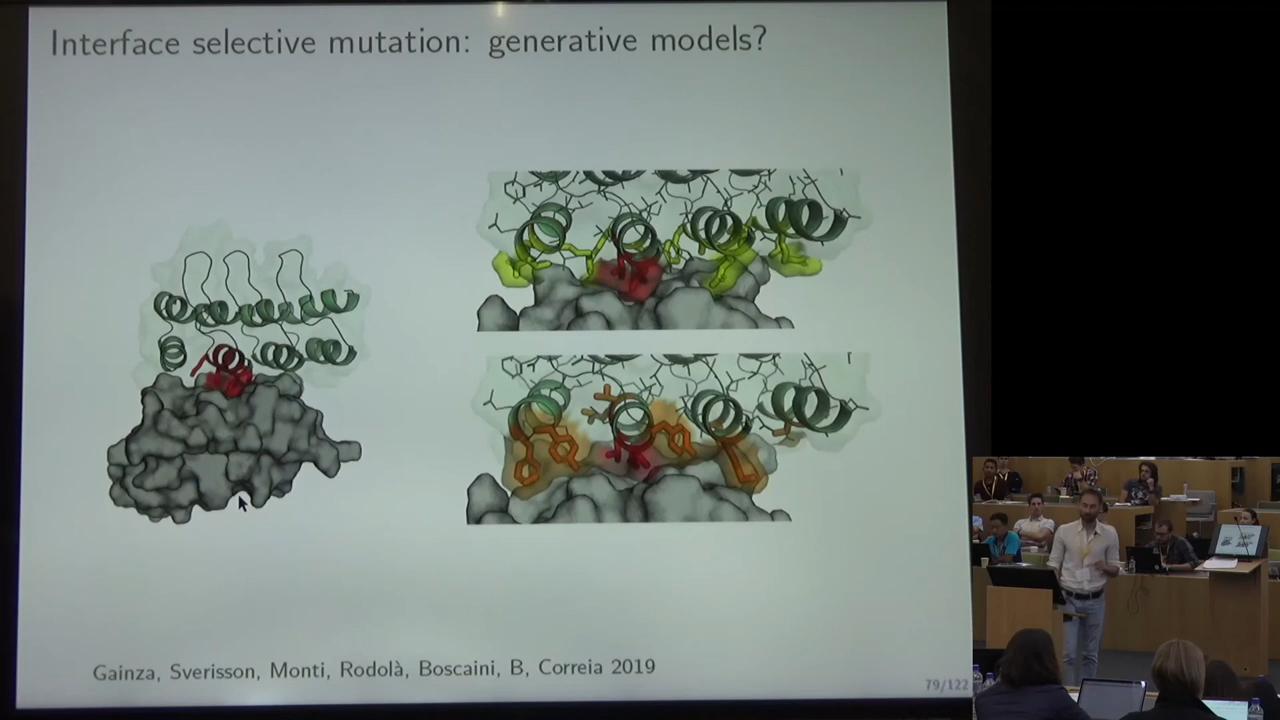 Interface selective mutation: generative models?
Gainza, Sverisson, Monti, Rodolà, Boscaini, B, Correia 2019
79/122